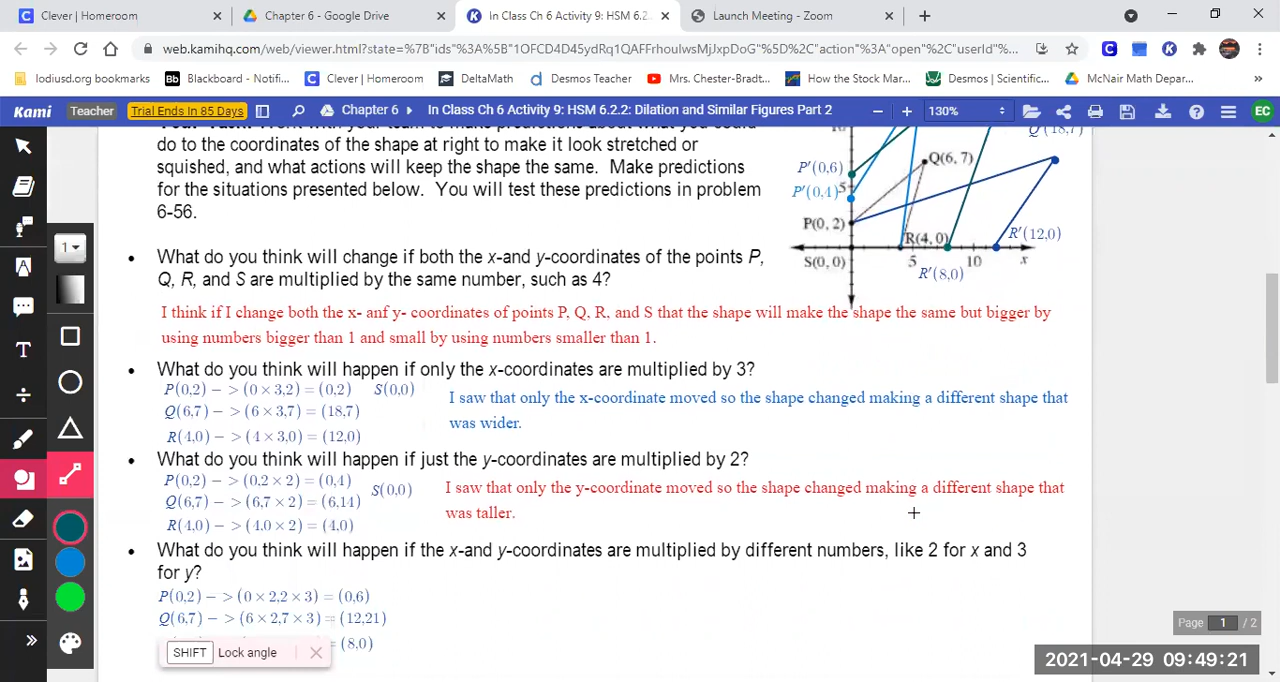 Clever | Homeroom
Chapter 6 - Google Drive
In Class Ch 6 Activity 9: HSM 6.2.2:
Launch Meeting - Zoom
web.kamihq.com/web/viewer.html?state=%7B"ids"%3A%5B"1OFCD4D45ydRq1QAFFrhoulwsMjJxpDoG"%5D%2C"action"%3A"open"%2C"userId"...
lodiusd.org bookmarks
Blackboard - Notifi...
Clever | Homeroom
DeltaMath
Desmos Teacher
Mrs. Chester-Bradt...
How the Stock Mar...
Desmos | Scientific...
McNair Math Depar...
Kami
Teacher
Trial Ends In 85 Days
Chapter 6
In Class Ch 6 Activity 9: HSM 6.2.2: Dilation and Similar Figures Part 2
130%
EC
do to the coordinates of the shape at right to make it look stretched or
squished, and what actions will keep the shape the same. Make predictions
for the situations presented below. You will test these predictions in problem
6-56.
10
Q'(18,7)
P'(0,6)
Q(6, 7)
P'(0,4)
5
P(0, 2)
R(4, 0)
R'(12,0)
S(0, 0)
5
10
x
R'(8,0)
• What do you think will change if both the x-and y-coordinates of the points P,
Q, R, and S are multiplied by the same number, such as 4?
I think if I change both the x- anf y- coordinates of points P, Q, R, and S that the shape will make the shape the same but bigger by
using numbers bigger than 1 and small by using numbers smaller than 1.
• What do you think will happen if only the x-coordinates are multiplied by 3?
P(0,2) − > (0 × 3,2) = (0,2) S(0,0)
Q(6,7) − > (6 × 3,7) = (18,7)
R(4,0) − > (4 × 3,0) = (12,0)
I saw that only the x-coordinate moved so the shape changed making a different shape that
was wider.
• What do you think will happen if just the y-coordinates are multiplied by 2?
P(0,2) − > (0,2 × 2) = (0,4)
Q(6,7) − > (6,7 × 2) = (6,14) S(0,0)
R(4,0) − > (4,0 × 2) = (4,0)
I saw that only the y-coordinate moved so the shape changed making a different shape that
was taller.
• What do you think will happen if the x-and y-coordinates are multiplied by different numbers, like 2 for x and 3
for y?
P(0,2) − > (0 × 2,2 × 3) = (0,6)
Q(6,7) − > (6 × 2,7 × 3) = (12,21)
= (8,0)
SHIFT Lock angle
1
T
Page 1 / 2
2021-04-29 09:49:21